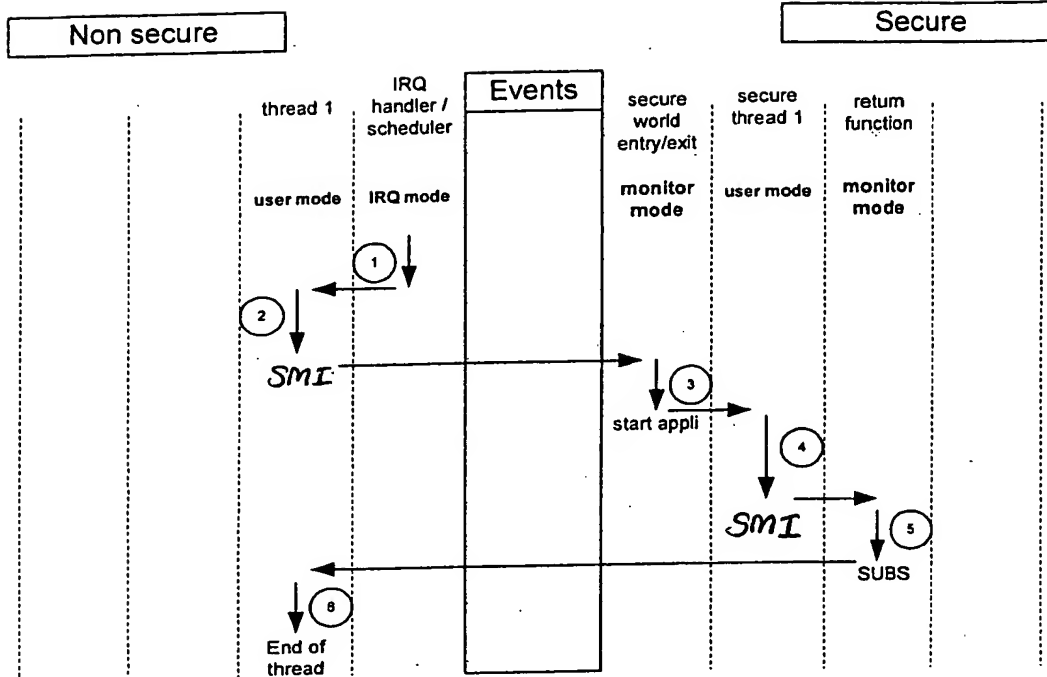 Non secure
Secure
Events
thread 1
IRQ
handler /
scheduler
secure
world
entry/exit
secure
thread 1
return
function
user mode
IRQ mode
monitor
mode
user mode
monitor
mode
1
2
SMI
3
start appli
4
SMI
5
SUBS
6
End of
thread